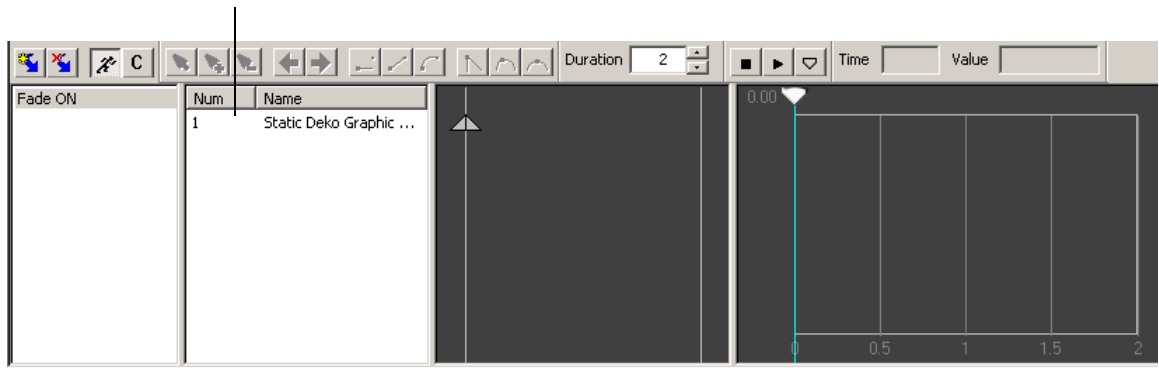 C Duration 2 Time Value
Fade ON Num Name 0.00
1 Static Deko Graphic ...
0 0.5 1 1.5 2